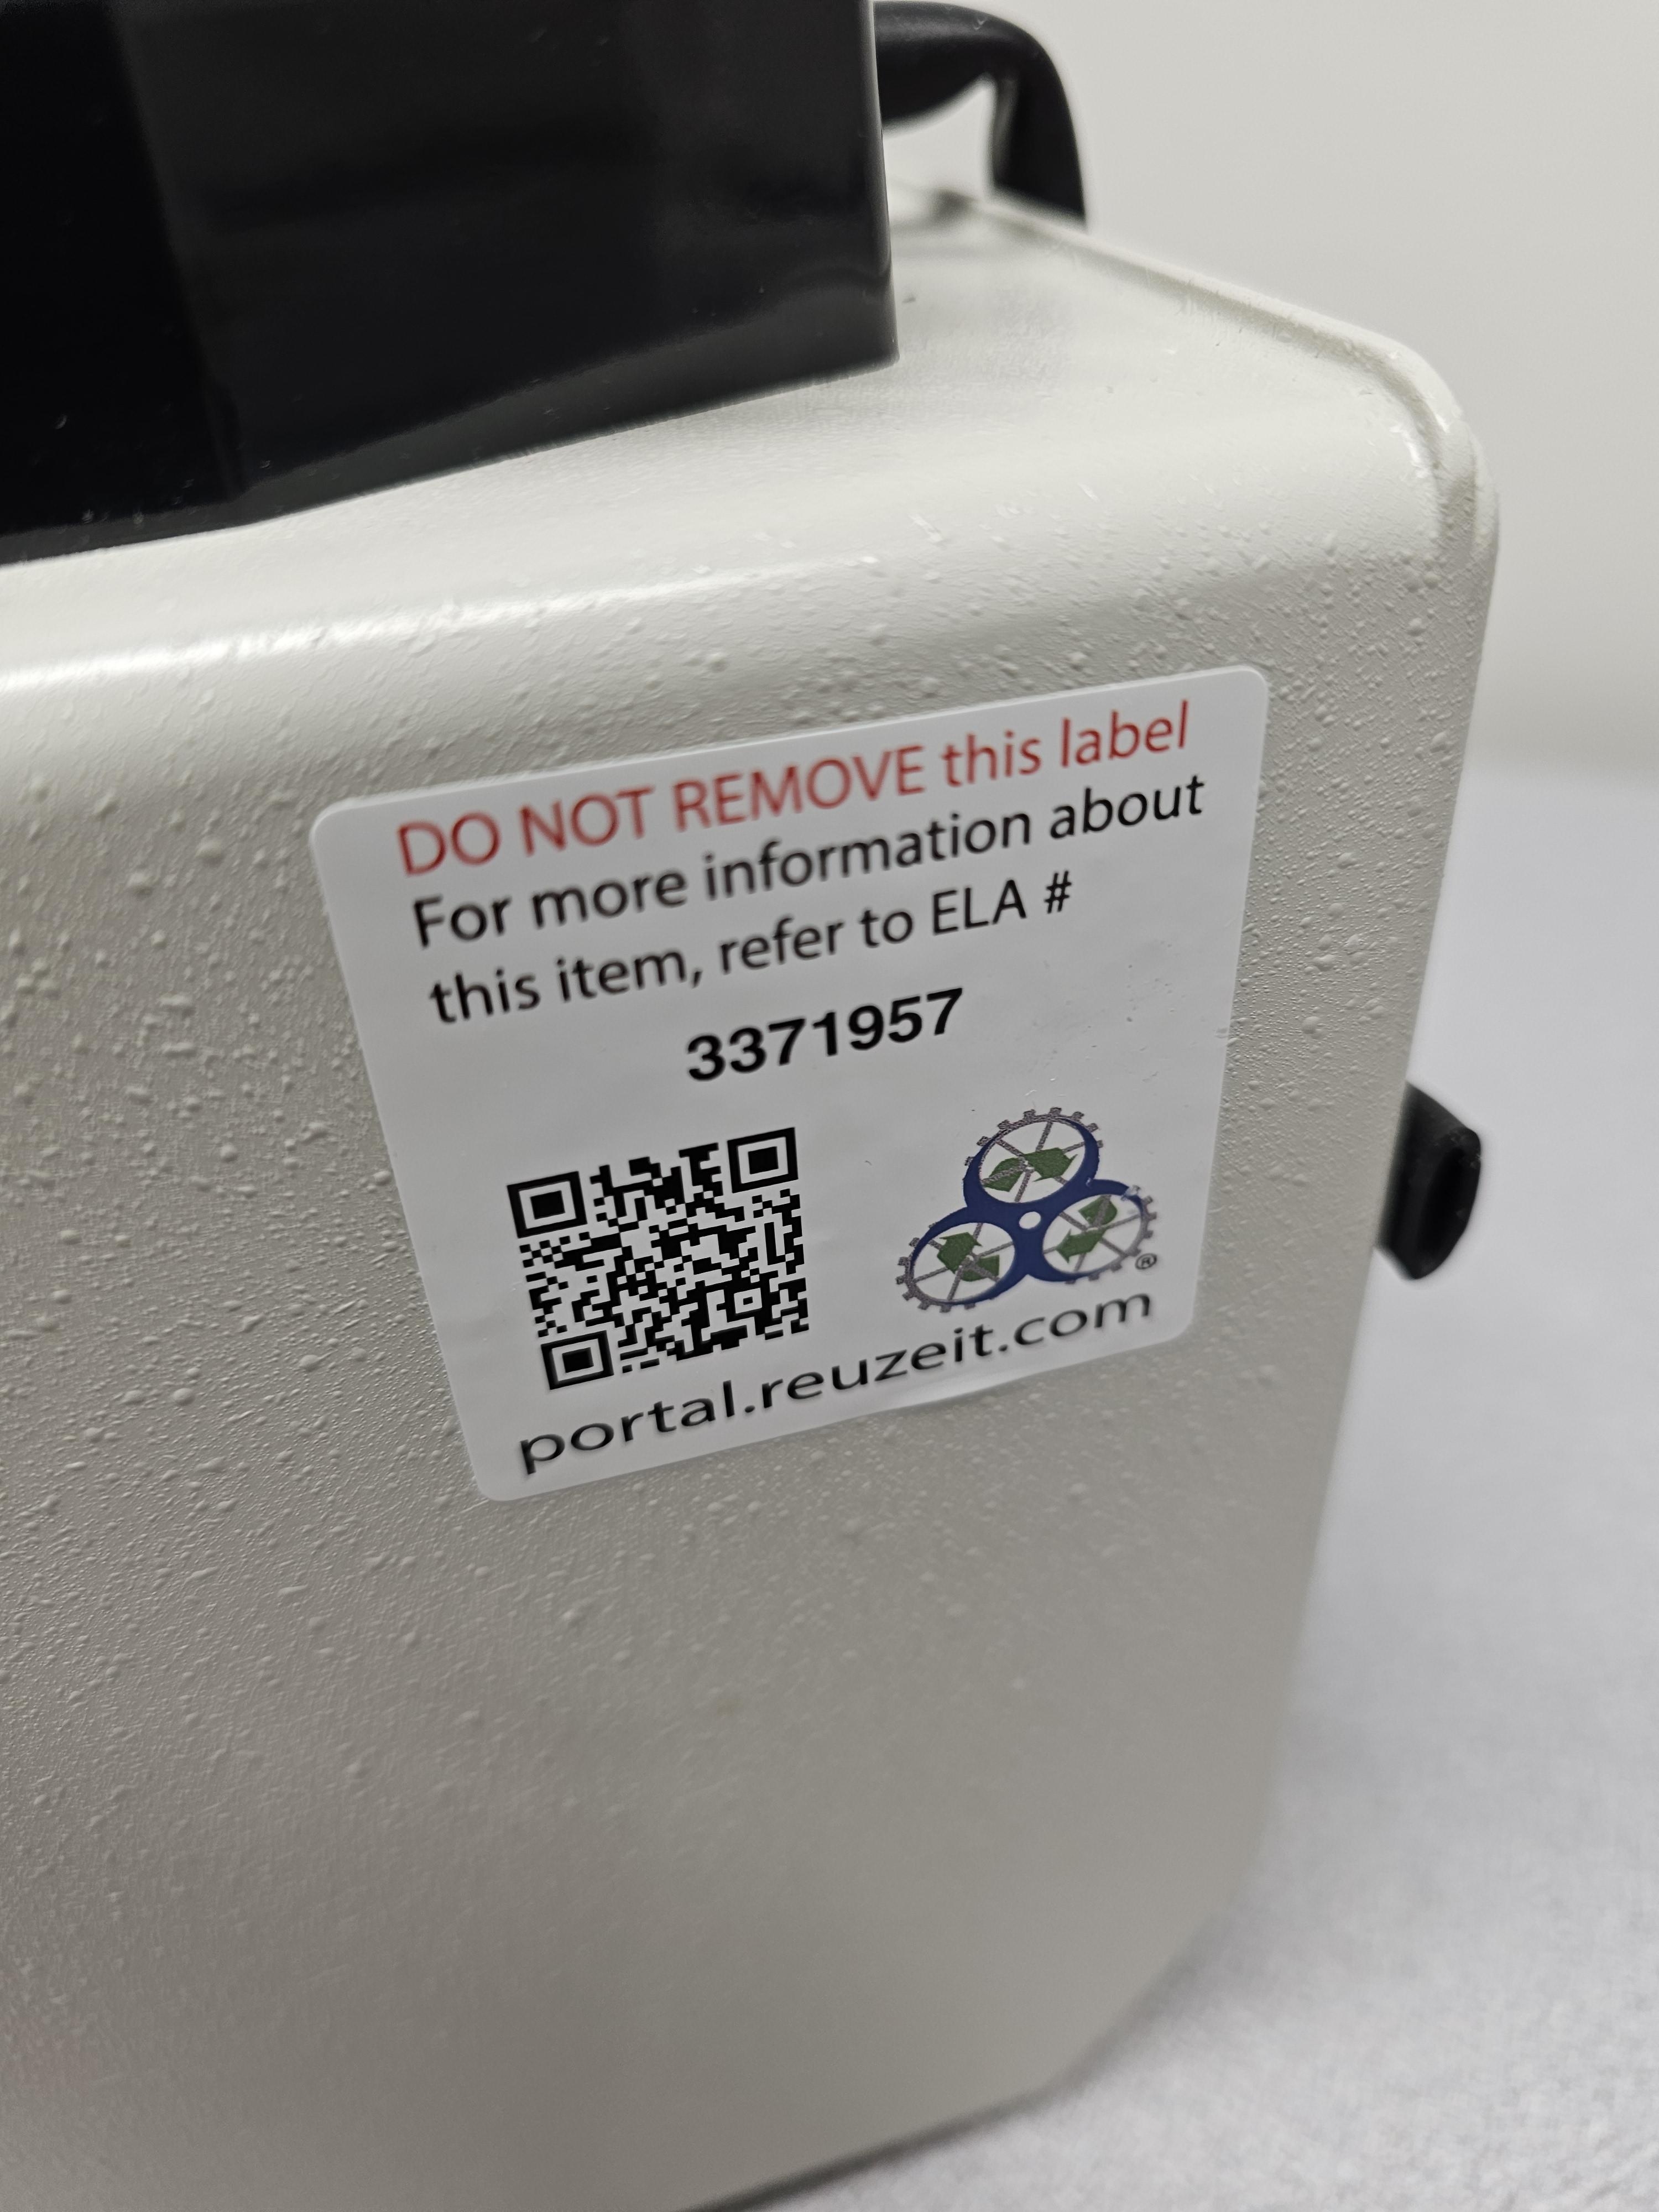 DO NOT REMOVE this label
For more information about
this item, refer to ELA #
3371957
®
portal.reuzeit.com